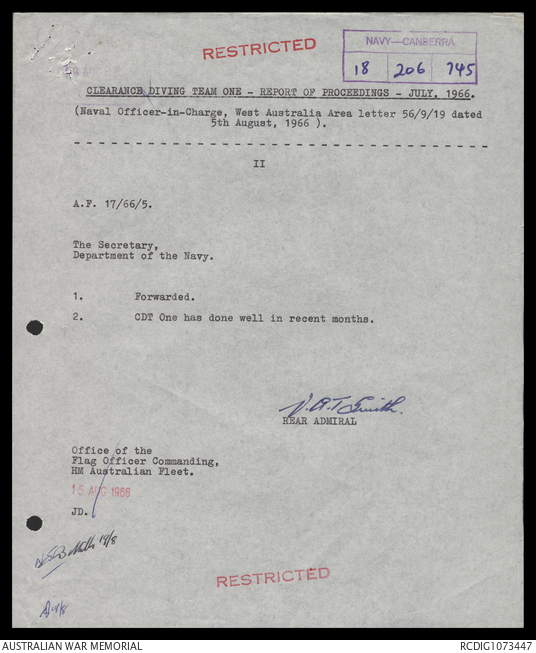 RESTRICTED
NAVY—CANBERRA
18 206 745
CLEARANCE DIVING TEAM ONE - REPORT OF PROCEEDINGS - JULY, 1966.
(Naval Officer-in-Charge, West Australia Area letter 56/9/19 dated
5th August, 1966 ).
II
A.F. 17/66/5.
The Secretary,
Department of the Navy.
1. Forwarded.
2. CDT One has done well in recent months.
V.A.T. Smith.
REAR ADMIRAL
Office of the
Flag Officer Commanding,
HM Australian Fleet.
15 AUG 1966
JD.
19/8
RESTRICTED
AUSTRALIAN WAR MEMORIAL
RCDIG1073447